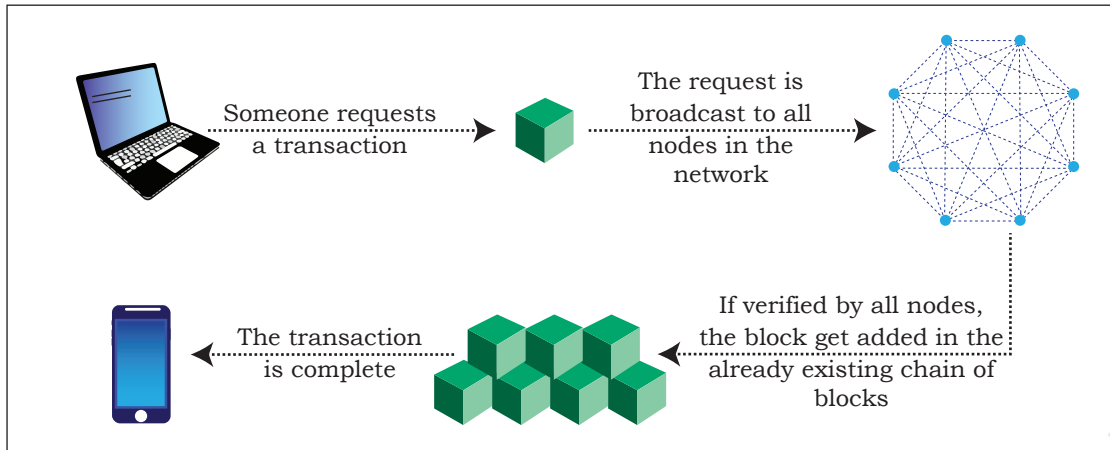 Someone requests
a transaction
The request is
broadcast to all
nodes in the
network
If verified by all nodes,
the block get added in the
already existing chain of
blocks
The transaction
is complete